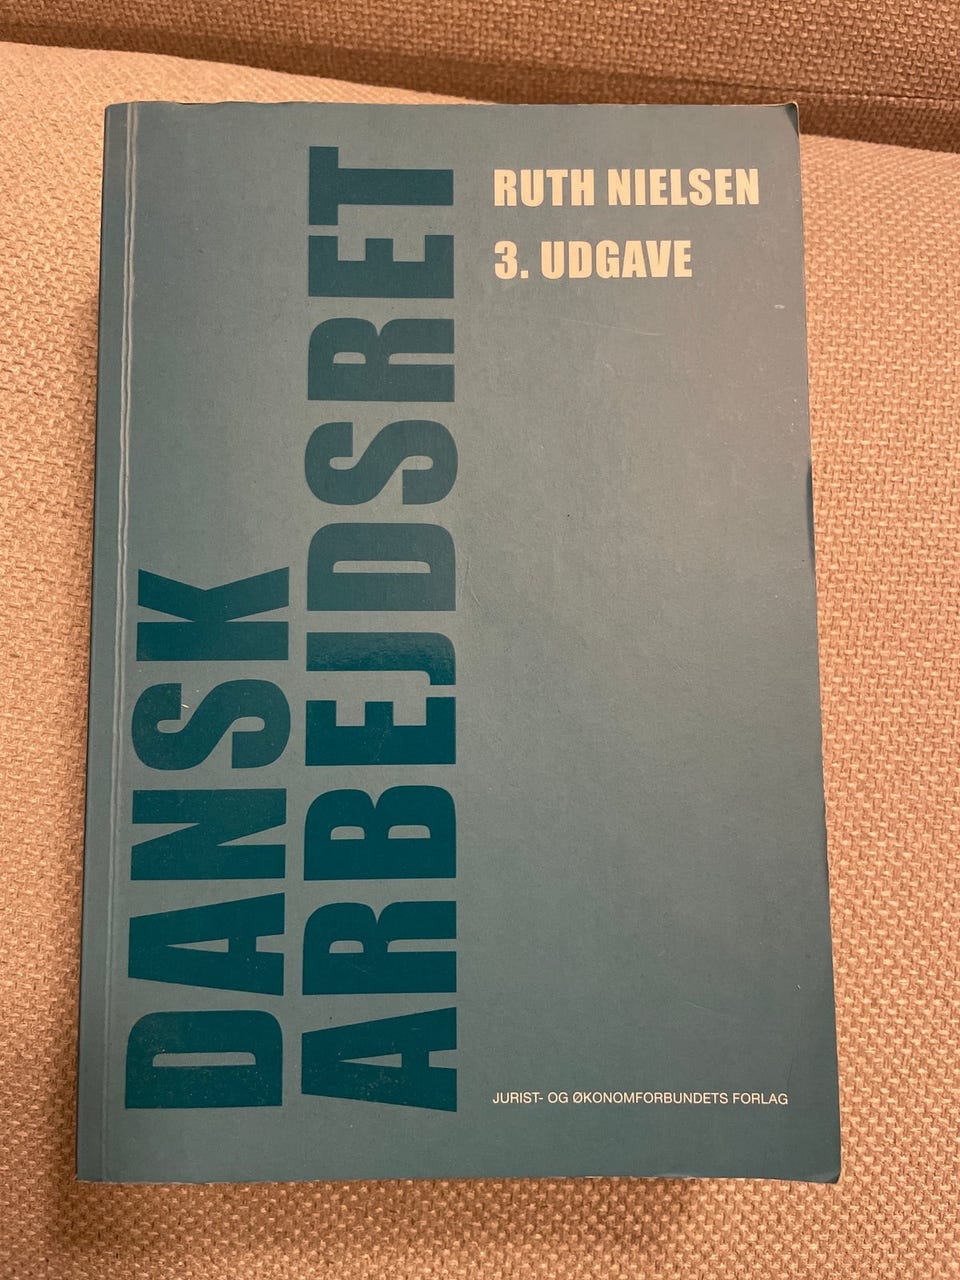 DANSK
ARBEJDSRET
RUTH NIELSEN
3. UDGAVE
JURIST- OG ØKONOMFORBUNDETS FORLAG